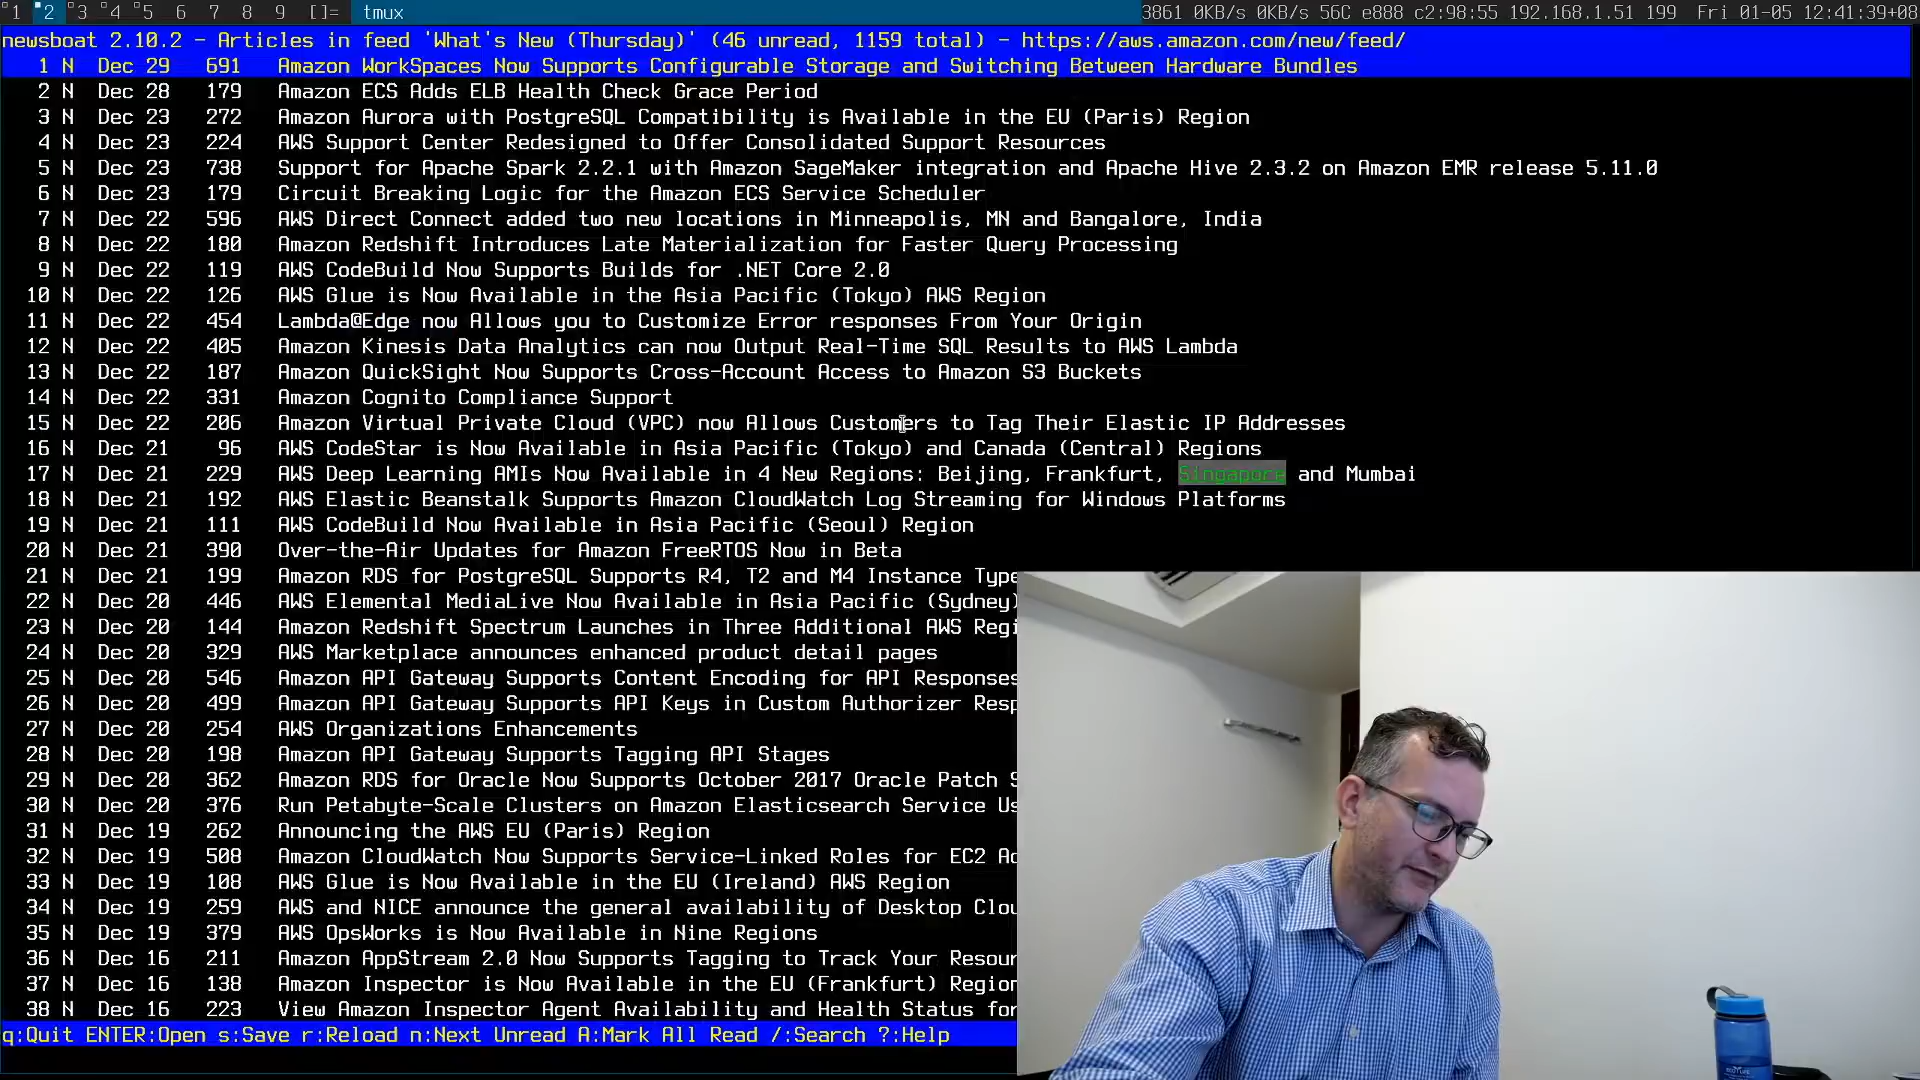 1 2 3 4 5 6 7 8 9 []= tmux 3861 0KB/s 0KB/s 56C e888 c2:98:55 192.168.1.51 199 Fri 01-05 12:41:39+08
newsboat 2.10.2 - Articles in feed 'What's New (Thursday)' (46 unread, 1159 total) - https://aws.amazon.com/new/feed/
1 N Dec 29 691 Amazon WorkSpaces Now Supports Configurable Storage and Switching Between Hardware Bundles
2 N Dec 28 179 Amazon ECS Adds ELB Health Check Grace Period
3 N Dec 23 272 Amazon Aurora with PostgreSQL Compatibility is Available in the EU (Paris) Region
4 N Dec 23 224 AWS Support Center Redesigned to Offer Consolidated Support Resources
5 N Dec 23 738 Support for Apache Spark 2.2.1 with Amazon SageMaker integration and Apache Hive 2.3.2 on Amazon EMR release 5.11.0
6 N Dec 23 179 Circuit Breaking Logic for the Amazon ECS Service Scheduler
7 N Dec 22 596 AWS Direct Connect added two new locations in Minneapolis, MN and Bangalore, India
8 N Dec 22 180 Amazon Redshift Introduces Late Materialization for Faster Query Processing
9 N Dec 22 119 AWS CodeBuild Now Supports Builds for .NET Core 2.0
10 N Dec 22 126 AWS Glue is Now Available in the Asia Pacific (Tokyo) AWS Region
11 N Dec 22 454 Lambda@Edge now Allows you to Customize Error responses From Your Origin
12 N Dec 22 405 Amazon Kinesis Data Analytics can now Output Real-Time SQL Results to AWS Lambda
13 N Dec 22 187 Amazon QuickSight Now Supports Cross-Account Access to Amazon S3 Buckets
14 N Dec 22 331 Amazon Cognito Compliance Support
15 N Dec 22 206 Amazon Virtual Private Cloud (VPC) now Allows Customers to Tag Their Elastic IP Addresses
16 N Dec 21 96 AWS CodeStar is Now Available in Asia Pacific (Tokyo) and Canada (Central) Regions
17 N Dec 21 229 AWS Deep Learning AMIs Now Available in 4 New Regions: Beijing, Frankfurt, Singapore and Mumbai
18 N Dec 21 192 AWS Elastic Beanstalk Supports Amazon CloudWatch Log Streaming for Windows Platforms
19 N Dec 21 111 AWS CodeBuild Now Available in Asia Pacific (Seoul) Region
20 N Dec 21 390 Over-the-Air Updates for Amazon FreeRTOS Now in Beta
21 N Dec 21 199 Amazon RDS for PostgreSQL Supports R4, T2 and M4 Instance Type
22 N Dec 20 446 AWS Elemental MediaLive Now Available in Asia Pacific (Sydney)
23 N Dec 20 144 Amazon Redshift Spectrum Launches in Three Additional AWS Regi
24 N Dec 20 329 AWS Marketplace announces enhanced product detail pages
25 N Dec 20 546 Amazon API Gateway Supports Content Encoding for API Responses
26 N Dec 20 499 Amazon API Gateway Supports API Keys in Custom Authorizer Resp
27 N Dec 20 254 AWS Organizations Enhancements
28 N Dec 20 198 Amazon API Gateway Supports Tagging API Stages
29 N Dec 20 362 Amazon RDS for Oracle Now Supports October 2017 Oracle Patch S
30 N Dec 20 376 Run Petabyte-Scale Clusters on Amazon Elasticsearch Service Us
31 N Dec 19 262 Announcing the AWS EU (Paris) Region
32 N Dec 19 508 Amazon CloudWatch Now Supports Service-Linked Roles for EC2 Ac
33 N Dec 19 108 AWS Glue is Now Available in the EU (Ireland) AWS Region
34 N Dec 19 259 AWS and NICE announce the general availability of Desktop Clou
35 N Dec 19 379 AWS OpsWorks is Now Available in Nine Regions
36 N Dec 16 211 Amazon AppStream 2.0 Now Supports Tagging to Track Your Resour
37 N Dec 16 138 Amazon Inspector is Now Available in the EU (Frankfurt) Region
38 N Dec 16 223 View Amazon Inspector Agent Availability and Health Status for
q:Quit ENTER:Open s:Save r:Reload n:Next Unread A:Mark All Read /:Search ?:Help